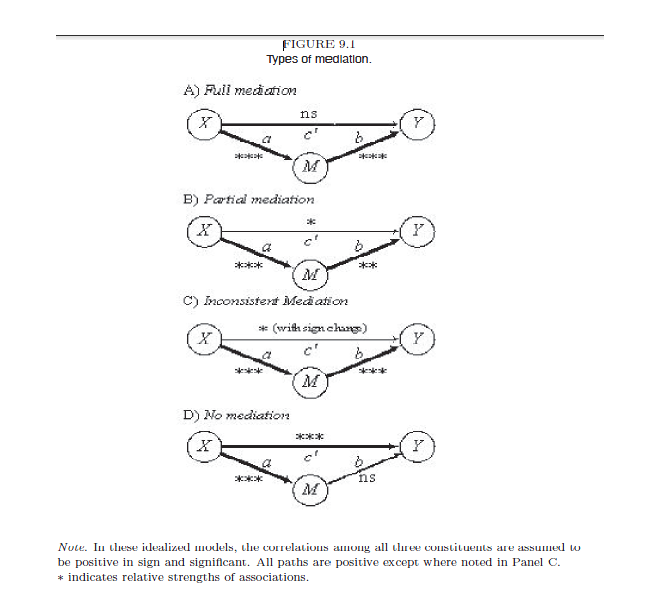 FIGURE 9.1
Types of mediation.
A) Full mediation
ns
X
Y
a
c'
b
***
***
M
B) Partial mediation
*
X
Y
a
c'
b
***
**
M
C) Inconsistent Mediation
* (with sign change)
X
Y
a
c'
b
***
***
M
D) No mediation
***
X
Y
a
c'
b
***
ns
M
Note. In these idealized models, the correlations among all three constituents are assumed to
be positive in sign and significant. All paths are positive except where noted in Panel C.
* indicates relative strengths of associations.